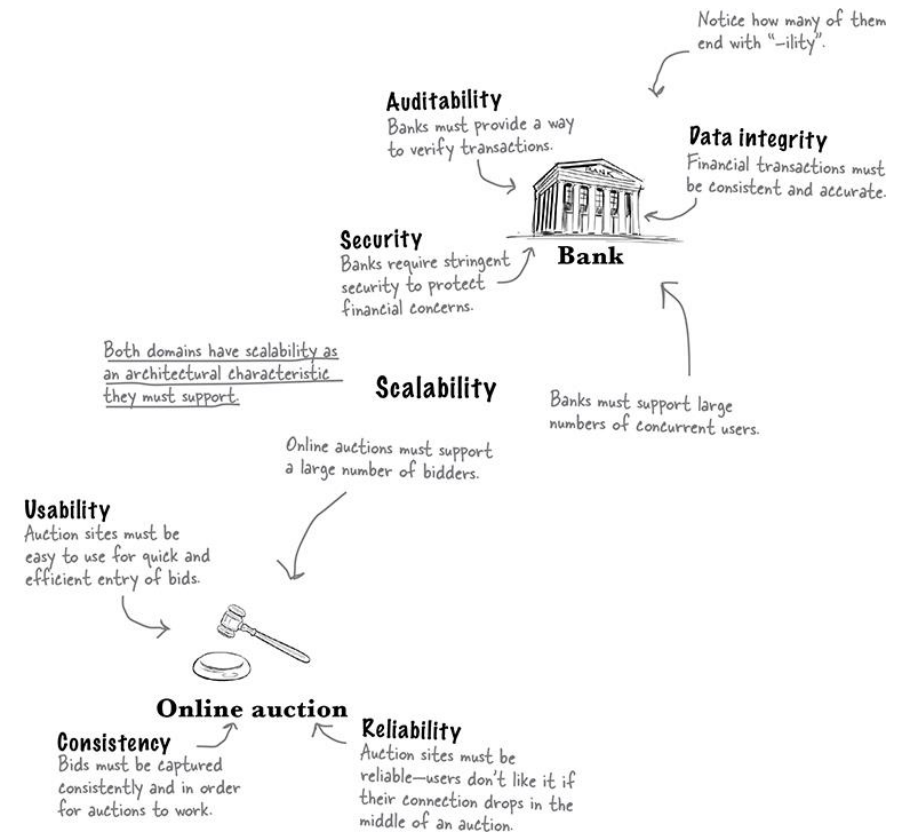 Notice how many of them
end with “-ility”.
Auditability
Banks must provide a way
to verify transactions.
Data integrity
Financial transactions must
be consistent and accurate.
BANK
Security
Banks require stringent
security to protect
financial concerns.
Bank
Both domains have scalability as
an architectural characteristic
they must support.
Scalability
Banks must support large
numbers of concurrent users.
Online auctions must support
a large number of bidders.
Usability
Auction sites must be
easy to use for quick and
efficient entry of bids.
Online auction
Consistency
Bids must be captured
consistently and in order
for auctions to work.
Reliability
Auction sites must be
reliable—users don’t like it if
their connection drops in the
middle of an auction.